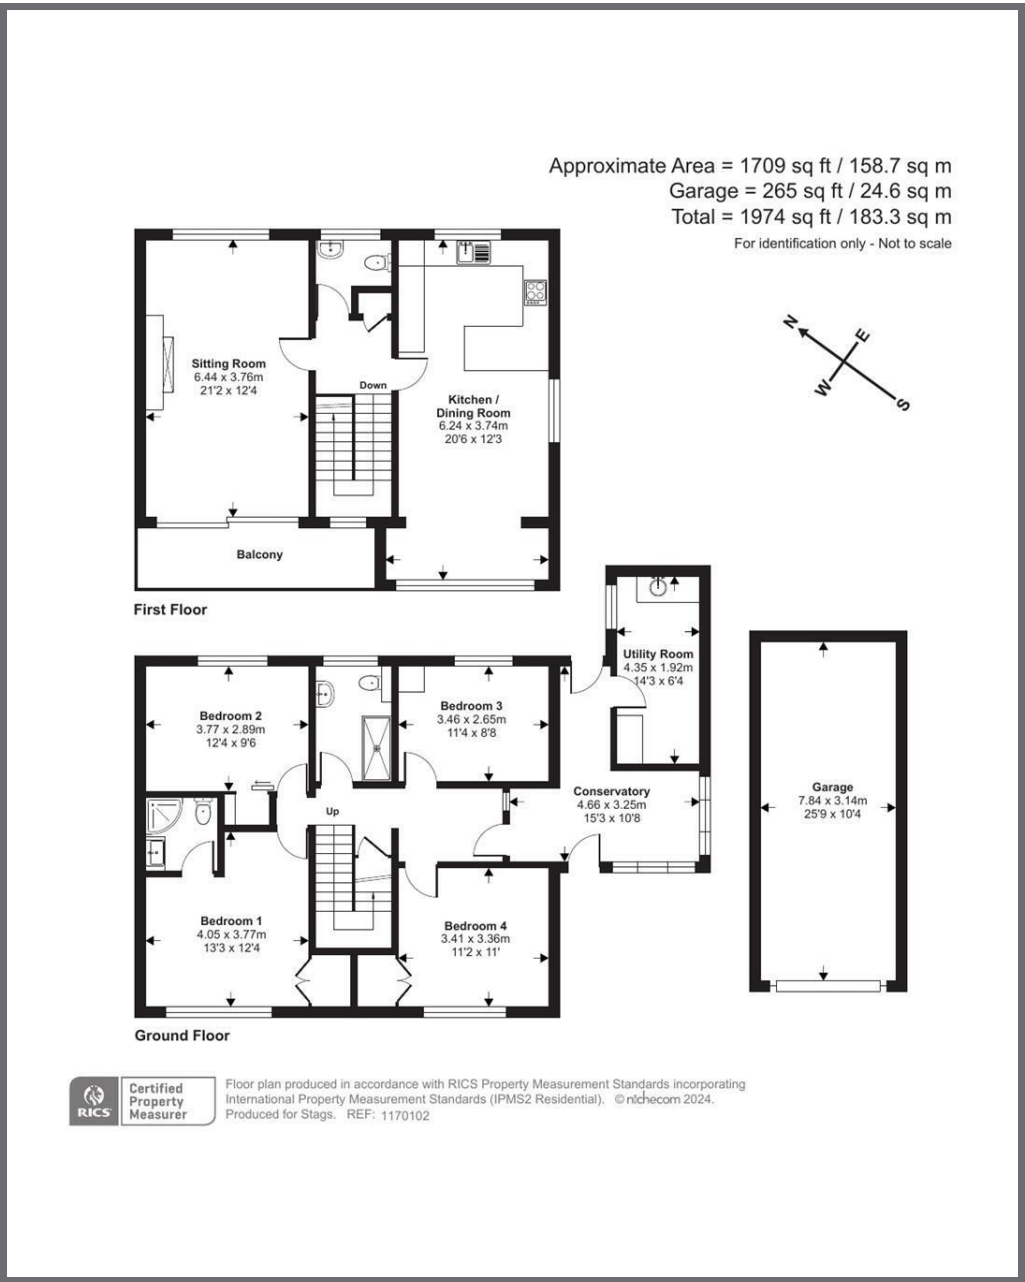 Approximate Area = 1709 sq ft / 158.7 sq m
Garage = 265 sq ft / 24.6 sq m
Total = 1974 sq ft / 183.3 sq m
For identification only - Not to scale
N
E
W
S
Sitting Room
6.44 x 3.76m
21'2 x 12'4
Down
Kitchen /
Dining Room
6.24 x 3.74m
20'6 x 12'3
Balcony
First Floor
Utility Room
4.35 x 1.92m
14'3 x 6'4
Bedroom 2
3.77 x 2.89m
12'4 x 9'6
Bedroom 3
3.46 x 2.65m
11'4 x 8'8
Up
Conservatory
4.66 x 3.25m
15'3 x 10'8
Garage
7.84 x 3.14m
25'9 x 10'4
Bedroom 1
4.05 x 3.77m
13'3 x 12'4
Bedroom 4
3.41 x 3.36m
11'2 x 11'
Ground Floor
RICS
Certified
Property
Measurer
Floor plan produced in accordance with RICS Property Measurement Standards incorporating
International Property Measurement Standards (IPMS2 Residential). © nichecom 2024.
Produced for Stags. REF: 1170102